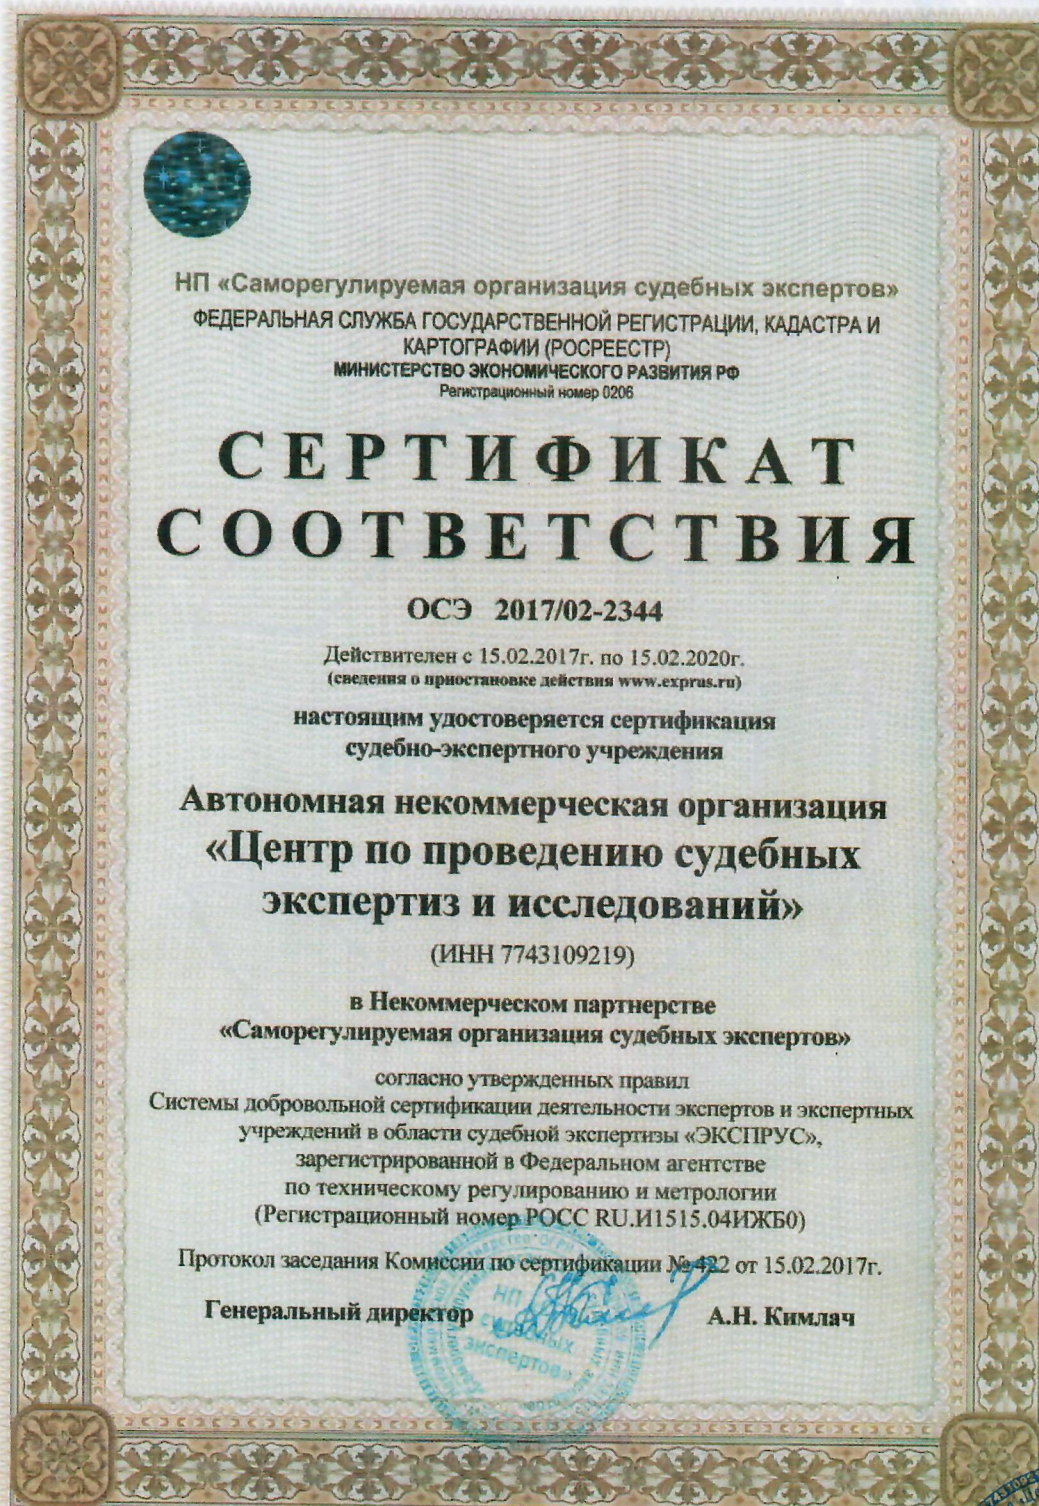 НП «Саморегулируемая организация судебных экспертов»
ФЕДЕРАЛЬНАЯ СЛУЖБА ГОСУДАРСТВЕННОЙ РЕГИСТРАЦИИ, КАДАСТРА И
КАРТОГРАФИИ (РОСРЕЕСТР)
МИНИСТЕРСТВО ЭКОНОМИЧЕСКОГО РАЗВИТИЯ РФ
Регистрационный номер 0206
СЕРТИФИКАТ
СООТВЕТСТВИЯ
ОСЭ 2017/02-2344
Действителен с 15.02.2017г. по 15.02.2020г.
(сведения о приостановке действия www.exprus.ru)
настоящим удостоверяется сертификация
судебно-экспертного учреждения
Автономная некоммерческая организация
«Центр по проведению судебных
экспертиз и исследований»
(ИНН 7743109219)
в Некоммерческом партнерстве
«Саморегулируемая организация судебных экспертов»
согласно утвержденных правил
Системы добровольной сертификации деятельности экспертов и экспертных
учреждений в области судебной экспертизы «ЭКСПРУС»,
зарегистрированной в Федеральном агентстве
по техническому регулированию и метрологии
(Регистрационный номер РОСС RU.И1515.04ИЖБ0)
Протокол заседания Комиссии по сертификации № 422 от 15.02.2017г.
Генеральный директор А.Н. Кимлач
НП
судебных
экспертов»